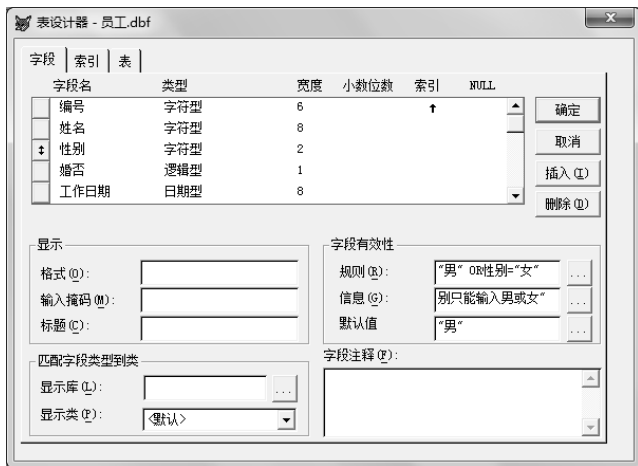 表设计器 - 员工.dbf
字段 索引 表
字段名 类型 宽度 小数位数 索引 NULL
编号 字符型 6 ↑
姓名 字符型 8
性别 字符型 2
婚否 逻辑型 1
工作日期 日期型 8
确定
取消
插入(I)
删除(D)
显示
格式(O):
输入掩码(M):
标题(C):
字段有效性
规则(R): "男" OR性别="女"
信息(G): 别只能输入男或女"
默认值 "男"
匹配字段类型到类
显示库(L):
显示类(P): <默认>
字段注释(F):